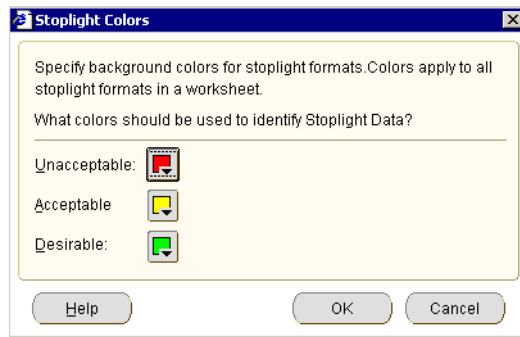 Stoplight Colors
Specify background colors for stoplight formats.Colors apply to all
stoplight formats in a worksheet.
What colors should be used to identify Stoplight Data?
Unacceptable:
Acceptable
Desirable:
Help OK Cancel